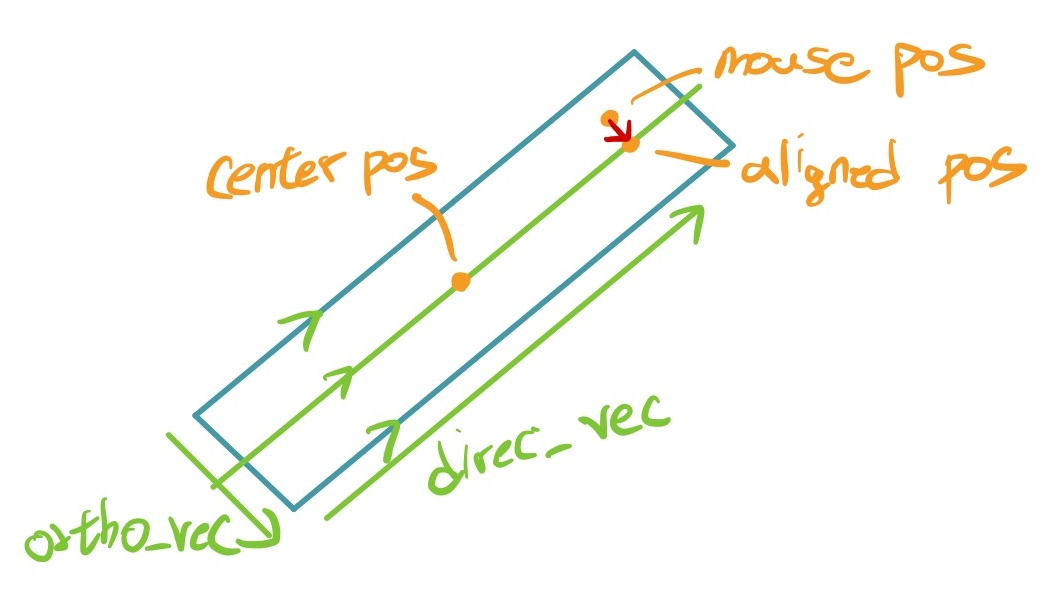 mouse pos
center pos
aligned pos
direc_vec
ortho_vec